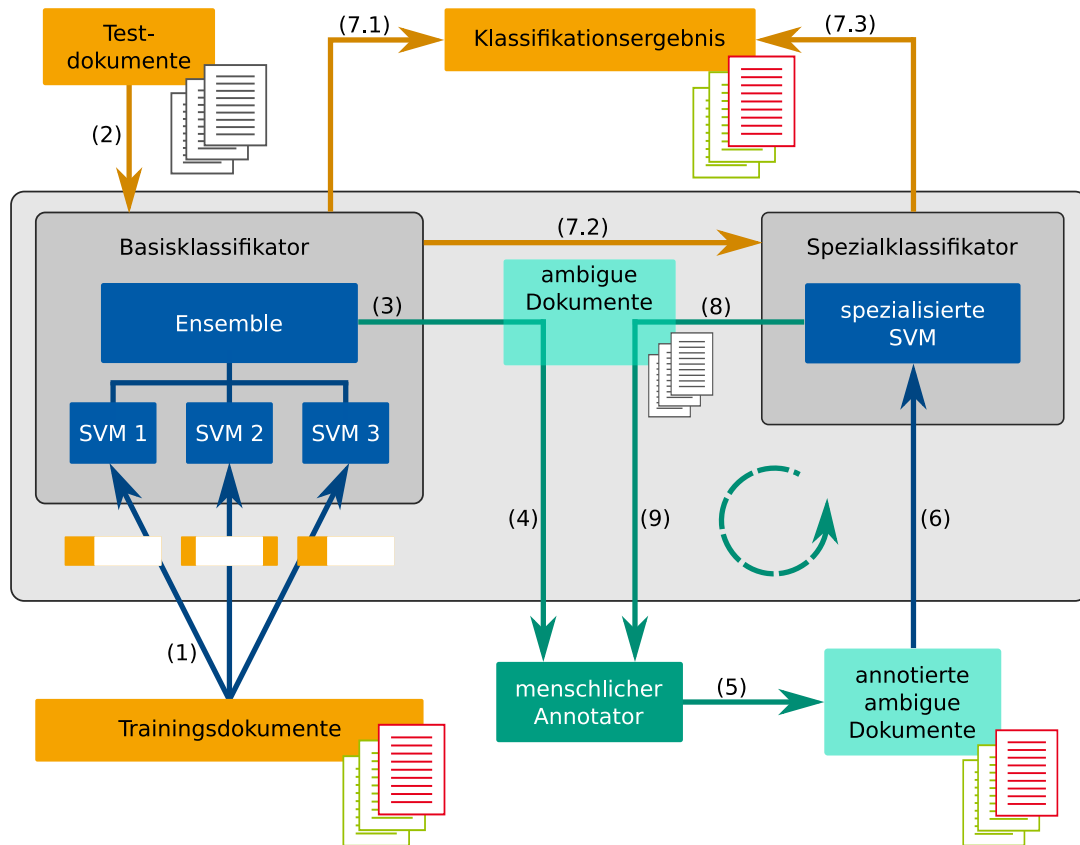 Test-
dokumente
(7.1)
Klassifikationsergebnis
(7.3)
(2)
Basisklassifikator
(7.2)
Spezialklassifikator
ambigue
Dokumente
(3)
(8)
Ensemble
spezialisierte
SVM
SVM 1
SVM 2
SVM 3
(4)
(9)
(6)
(1)
menschlicher
Annotator
(5)
annotierte
ambigue
Dokumente
Trainingsdokumente